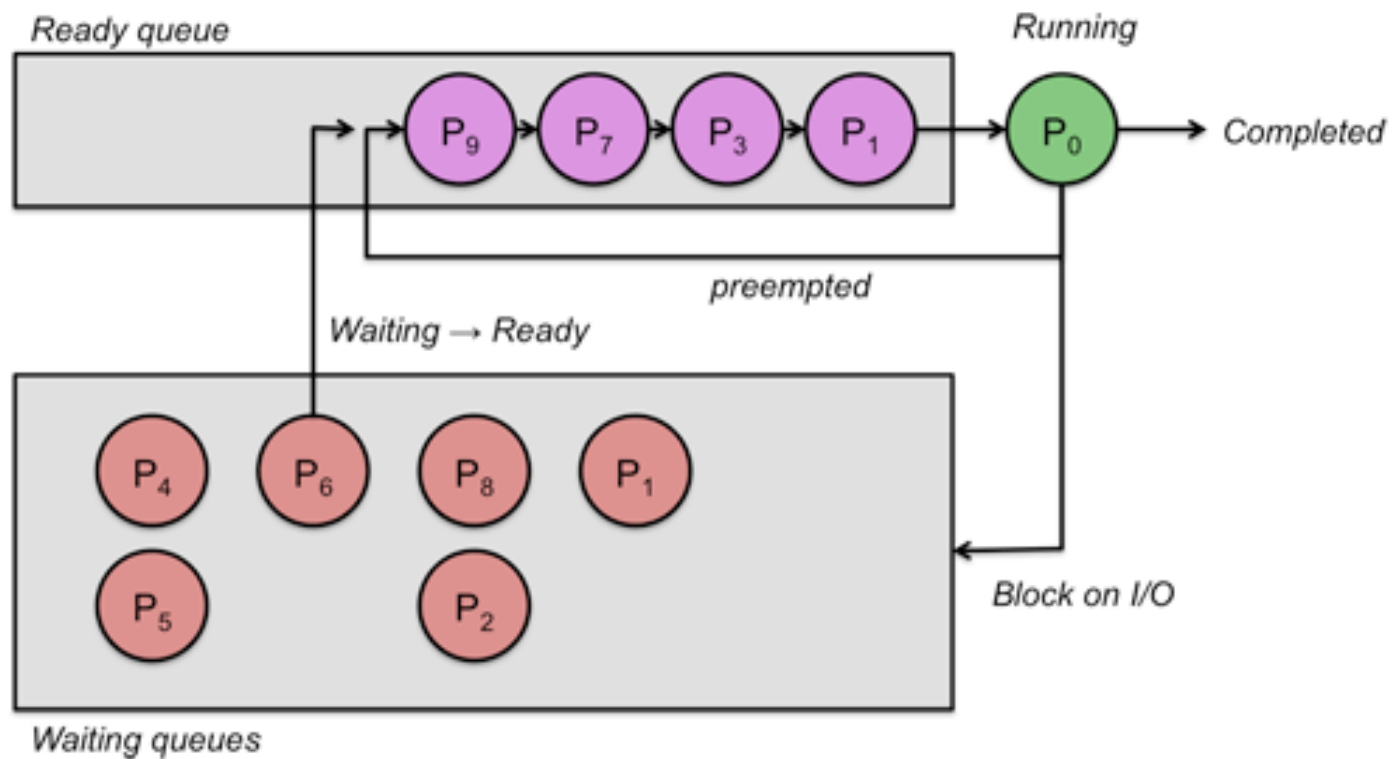 Ready queue
Running
P₉ P₇ P₃ P₁ P₀ Completed
preempted
Waiting → Ready
P₄ P₆ P₈ P₁
P₅ P₂
Block on I/O
Waiting queues